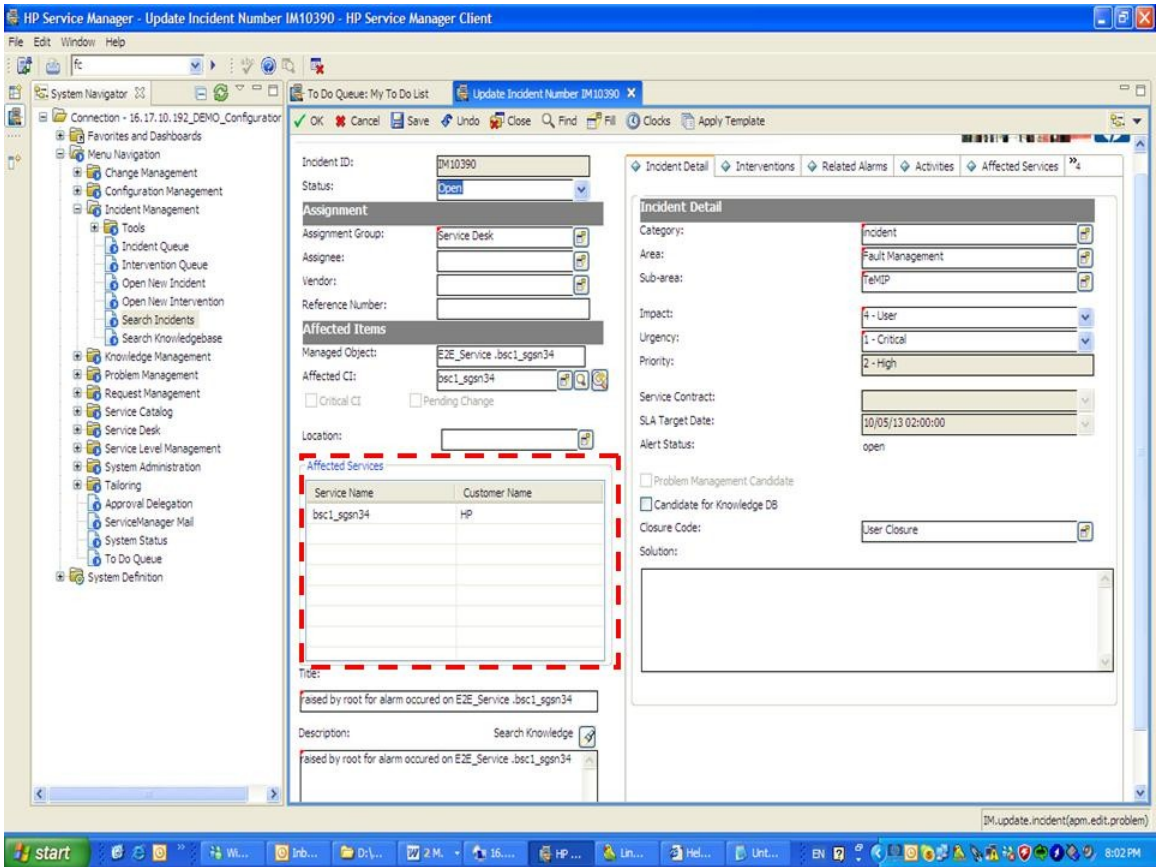 HP Service Manager - Update Incident Number IM10390 - HP Service Manager Client
File Edit Window Help
fc
System Navigator
Connection - 16.17.10.192_DEMO_Configurator
Favorites and Dashboards
Menu Navigation
Change Management
Configuration Management
Incident Management
Tools
Incident Queue
Intervention Queue
Open New Incident
Open New Intervention
Search Incidents
Search Knowledgebase
Knowledge Management
Problem Management
Request Management
Service Catalog
Service Desk
Service Level Management
System Administration
Tailoring
Approval Delegation
ServiceManager Mail
System Status
To Do Queue
System Definition
To Do Queue: My To Do List
Update Incident Number IM10390
OK Cancel Save Undo Close Find Fill Clocks Apply Template
Incident ID: IM10390
Status: Open
Assignment
Assignment Group: Service Desk
Assignee:
Vendor:
Reference Number:
Affected Items
Managed Object: E2E_Service .bsc1_sgsn34
Affected CI: bsc1_sgsn34
Critical CI Pending Change
Location:
Affected Services
Service Name Customer Name
bsc1_sgsn34 HP
Title:
raised by root for alarm occured on E2E_Service .bsc1_sgsn34
Description: Search Knowledge
raised by root for alarm occured on E2E_Service .bsc1_sgsn34
Incident Detail Interventions Related Alarms Activities Affected Services »4
Incident Detail
Category: incident
Area: Fault Management
Sub-area: TeMIP
Impact: 4 - User
Urgency: 1 - Critical
Priority: 2 - High
Service Contract:
SLA Target Date: 10/05/13 02:00:00
Alert Status: open
Problem Management Candidate
Candidate for Knowledge DB
Closure Code: User Closure
Solution:
IM.update.incident(apm.edit.problem)
start Wi... Inb... D:\... 2 M. 16.... HP ... Lin... Hel... Unt... EN 8:02 PM